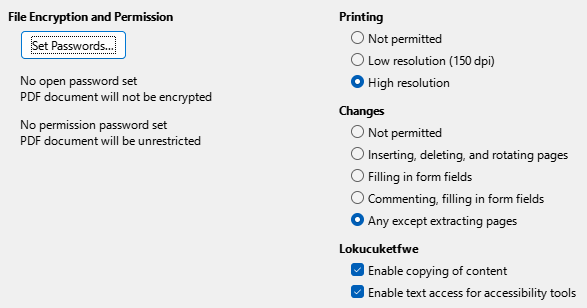 File Encryption and Permission
Set Passwords...
No open password set
PDF document will not be encrypted
No permission password set
PDF document will be unrestricted
Printing
Not permitted
Low resolution (150 dpi)
High resolution
Changes
Not permitted
Inserting, deleting, and rotating pages
Filling in form fields
Commenting, filling in form fields
Any except extracting pages
Lokucuketfwe
Enable copying of content
Enable text access for accessibility tools